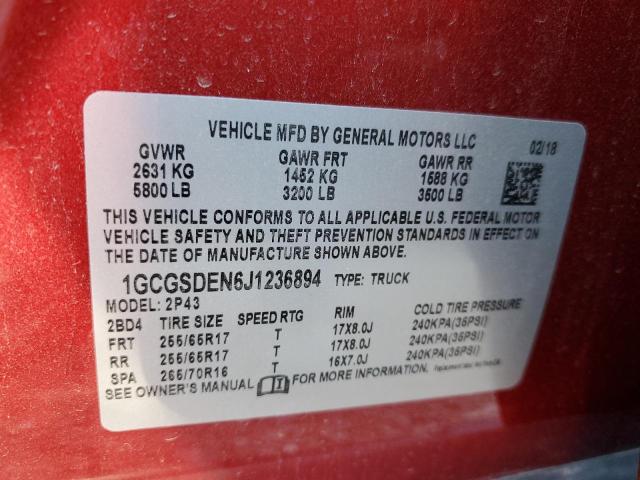 VEHICLE MFD BY GENERAL MOTORS LLC 02/18
GVWR GAWR FRT GAWR RR
2631 KG 1452 KG 1588 KG
5800 LB 3200 LB 3500 LB
THIS VEHICLE CONFORMS TO ALL APPLICABLE U.S. FEDERAL MOTOR
VEHICLE SAFETY AND THEFT PREVENTION STANDARDS IN EFFECT ON
THE DATE OF MANUFACTURE SHOWN ABOVE.
1GCGSDEN6J1236894 TYPE: TRUCK
MODEL: 2P43
2BD4 TIRE SIZE SPEED RTG RIM COLD TIRE PRESSURE
FRT 255/65R17 T 17X8.0J 240KPA(35PSI)
RR 255/65R17 T 17X8.0J 240KPA(35PSI)
SPA 265/70R16 T 16X7.0J 240KPA(35PSI)
SEE OWNER'S MANUAL FOR MORE INFORMATION.